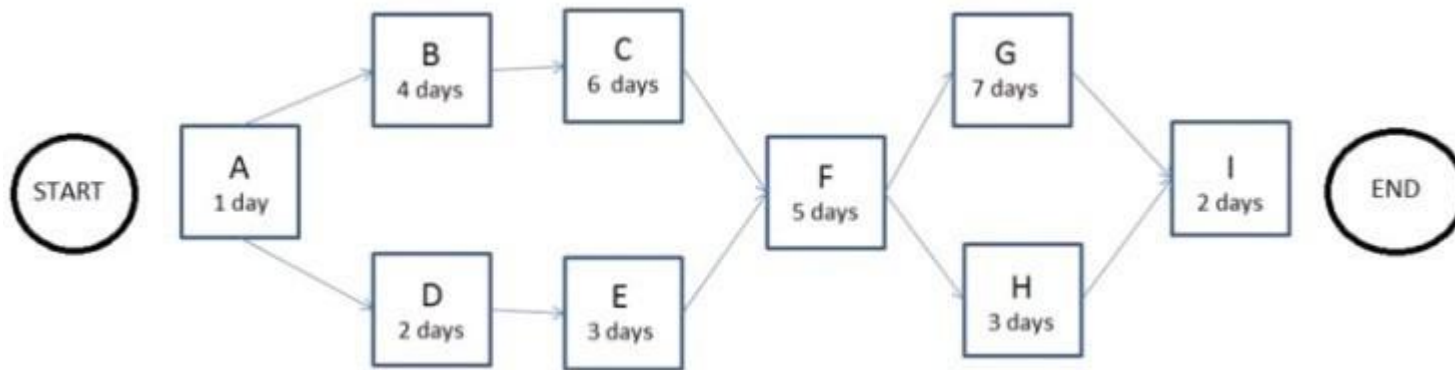 START
A
1 day
B
4 days
C
6 days
D
2 days
E
3 days
F
5 days
G
7 days
H
3 days
I
2 days
END